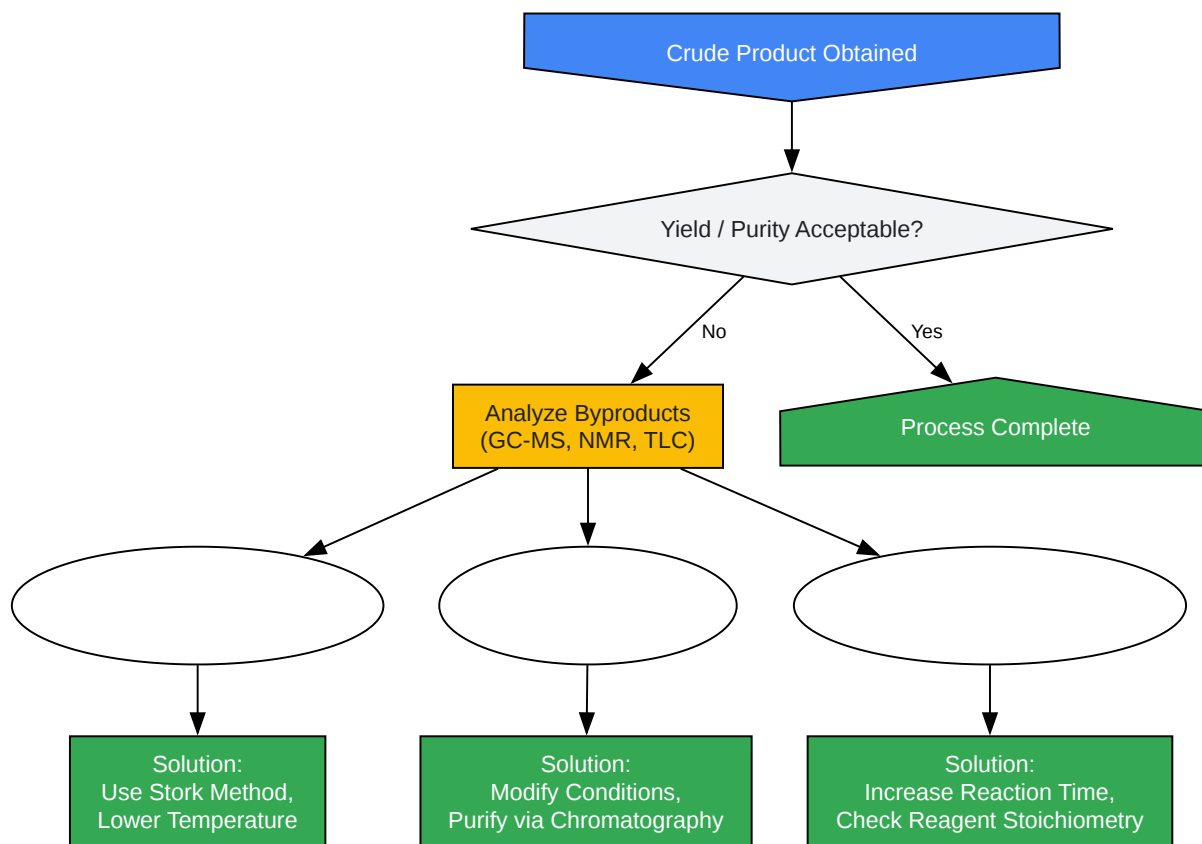 Crude Product Obtained
Yield / Purity Acceptable?
No
Yes
Analyze Byproducts
(GC-MS, NMR, TLC)
Process Complete
Solution:
Use Stork Method,
Lower Temperature
Solution:
Modify Conditions,
Purify via Chromatography
Solution:
Increase Reaction Time,
Check Reagent Stoichiometry